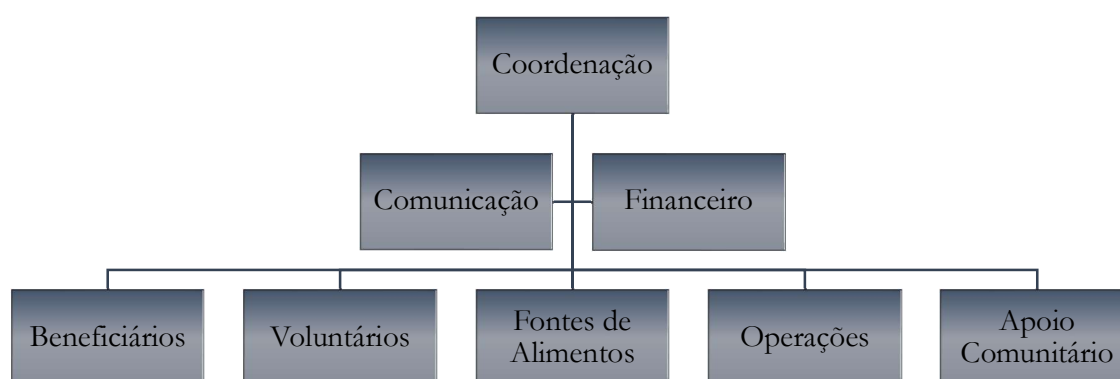 Coordenação
Comunicação
Financeiro
Beneficiários
Voluntários
Fontes de
Alimentos
Operações
Apoio
Comunitário